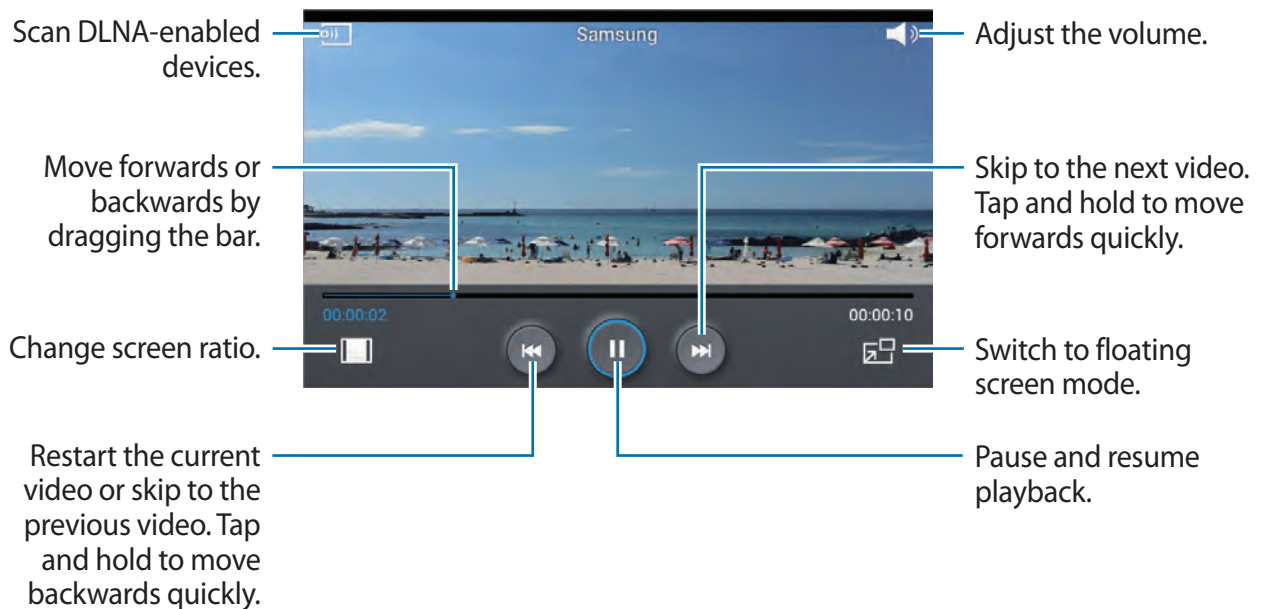 Scan DLNA-enabled
devices.
Samsung
Adjust the volume.
Move forwards or
backwards by
dragging the bar.
Skip to the next video.
Tap and hold to move
forwards quickly.
00:00:02
00:00:10
Change screen ratio.
Switch to floating
screen mode.
Restart the current
video or skip to the
previous video. Tap
and hold to move
backwards quickly.
Pause and resume
playback.